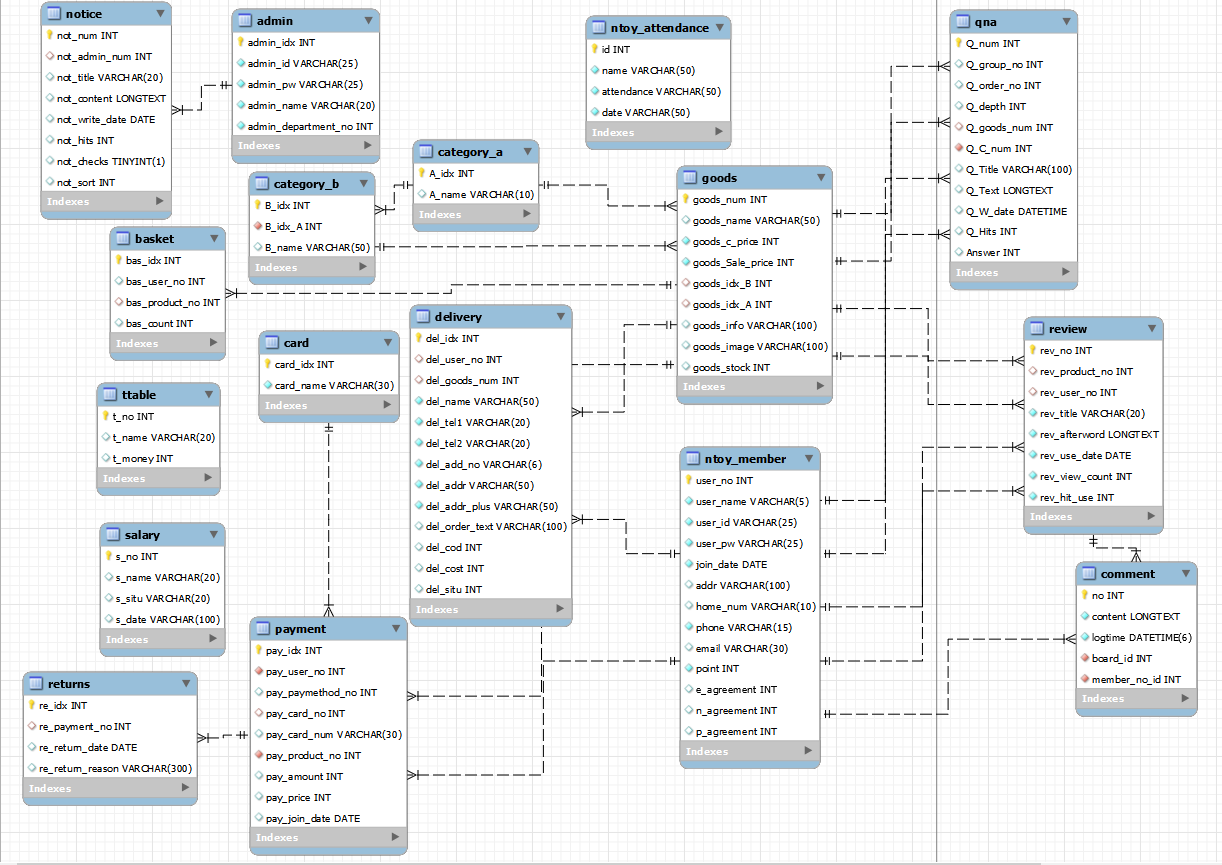 notice
not_num INT
not_admin_num INT
not_title VARCHAR(20)
not_content LONGTEXT
not_write_date DATE
not_hits INT
not_checks TINYINT(1)
not_sort INT
Indexes
admin
admin_idx INT
admin_id VARCHAR(25)
admin_pw VARCHAR(25)
admin_name VARCHAR(20)
admin_department_no INT
Indexes
ntoy_attendance
id INT
name VARCHAR(50)
attendance VARCHAR(50)
date VARCHAR(50)
Indexes
qna
Q_num INT
Q_group_no INT
Q_order_no INT
Q_depth INT
Q_goods_num INT
Q_C_num INT
Q_Title VARCHAR(100)
Q_Text LONGTEXT
Q_W_date DATETIME
Q_Hits INT
Answer INT
Indexes
category_a
A_idx INT
A_name VARCHAR(10)
Indexes
category_b
B_idx INT
B_idx_A INT
B_name VARCHAR(50)
Indexes
goods
goods_num INT
goods_name VARCHAR(50)
goods_c_price INT
goods_Sale_price INT
goods_idx_B INT
goods_idx_A INT
goods_info VARCHAR(100)
goods_image VARCHAR(100)
goods_stock INT
Indexes
basket
bas_idx INT
bas_user_no INT
bas_product_no INT
bas_count INT
Indexes
delivery
del_idx INT
del_user_no INT
del_goods_num INT
del_name VARCHAR(50)
del_tel1 VARCHAR(20)
del_tel2 VARCHAR(20)
del_add_no VARCHAR(6)
del_addr VARCHAR(50)
del_addr_plus VARCHAR(50)
del_order_text VARCHAR(100)
del_cod INT
del_cost INT
del_situ INT
Indexes
card
card_idx INT
card_name VARCHAR(30)
Indexes
review
rev_no INT
rev_product_no INT
rev_user_no INT
rev_title VARCHAR(20)
rev_afterword LONGTEXT
rev_use_date DATE
rev_view_count INT
rev_hit_use INT
Indexes
ttable
t_no INT
t_name VARCHAR(20)
t_money INT
Indexes
ntoy_member
user_no INT
user_name VARCHAR(5)
user_id VARCHAR(25)
user_pw VARCHAR(25)
join_date DATE
addr VARCHAR(100)
home_num VARCHAR(10)
phone VARCHAR(15)
email VARCHAR(30)
point INT
e_agreement INT
n_agreement INT
p_agreement INT
Indexes
salary
s_no INT
s_name VARCHAR(20)
s_situ VARCHAR(20)
s_date VARCHAR(100)
Indexes
comment
no INT
content LONGTEXT
logtime DATETIME(6)
board_id INT
member_no_id INT
Indexes
payment
pay_idx INT
pay_user_no INT
pay_paymethod_no INT
pay_card_no INT
pay_card_num VARCHAR(30)
pay_product_no INT
pay_amount INT
pay_price INT
pay_join_date DATE
Indexes
returns
re_idx INT
re_payment_no INT
re_return_date DATE
re_return_reason VARCHAR(300)
Indexes